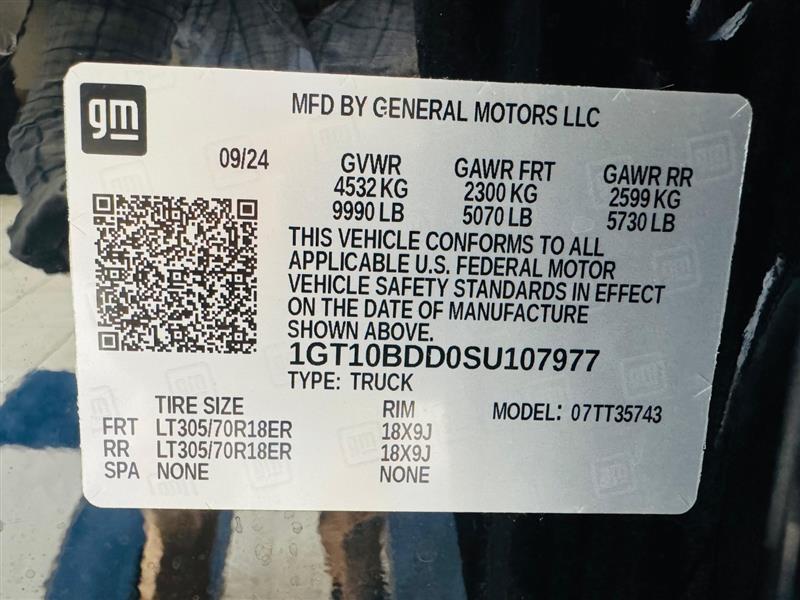 gm
MFD BY GENERAL MOTORS LLC
09/24 GVWR GAWR FRT GAWR RR
4532 KG 2300 KG 2599 KG
9990 LB 5070 LB 5730 LB
THIS VEHICLE CONFORMS TO ALL
APPLICABLE U.S. FEDERAL MOTOR
VEHICLE SAFETY STANDARDS IN EFFECT
ON THE DATE OF MANUFACTURE
SHOWN ABOVE.
1GT10BDD0SU107977
TYPE: TRUCK
TIRE SIZE RIM MODEL: 07TT35743
FRT LT305/70R18ER 18X9J
RR LT305/70R18ER 18X9J
SPA NONE NONE